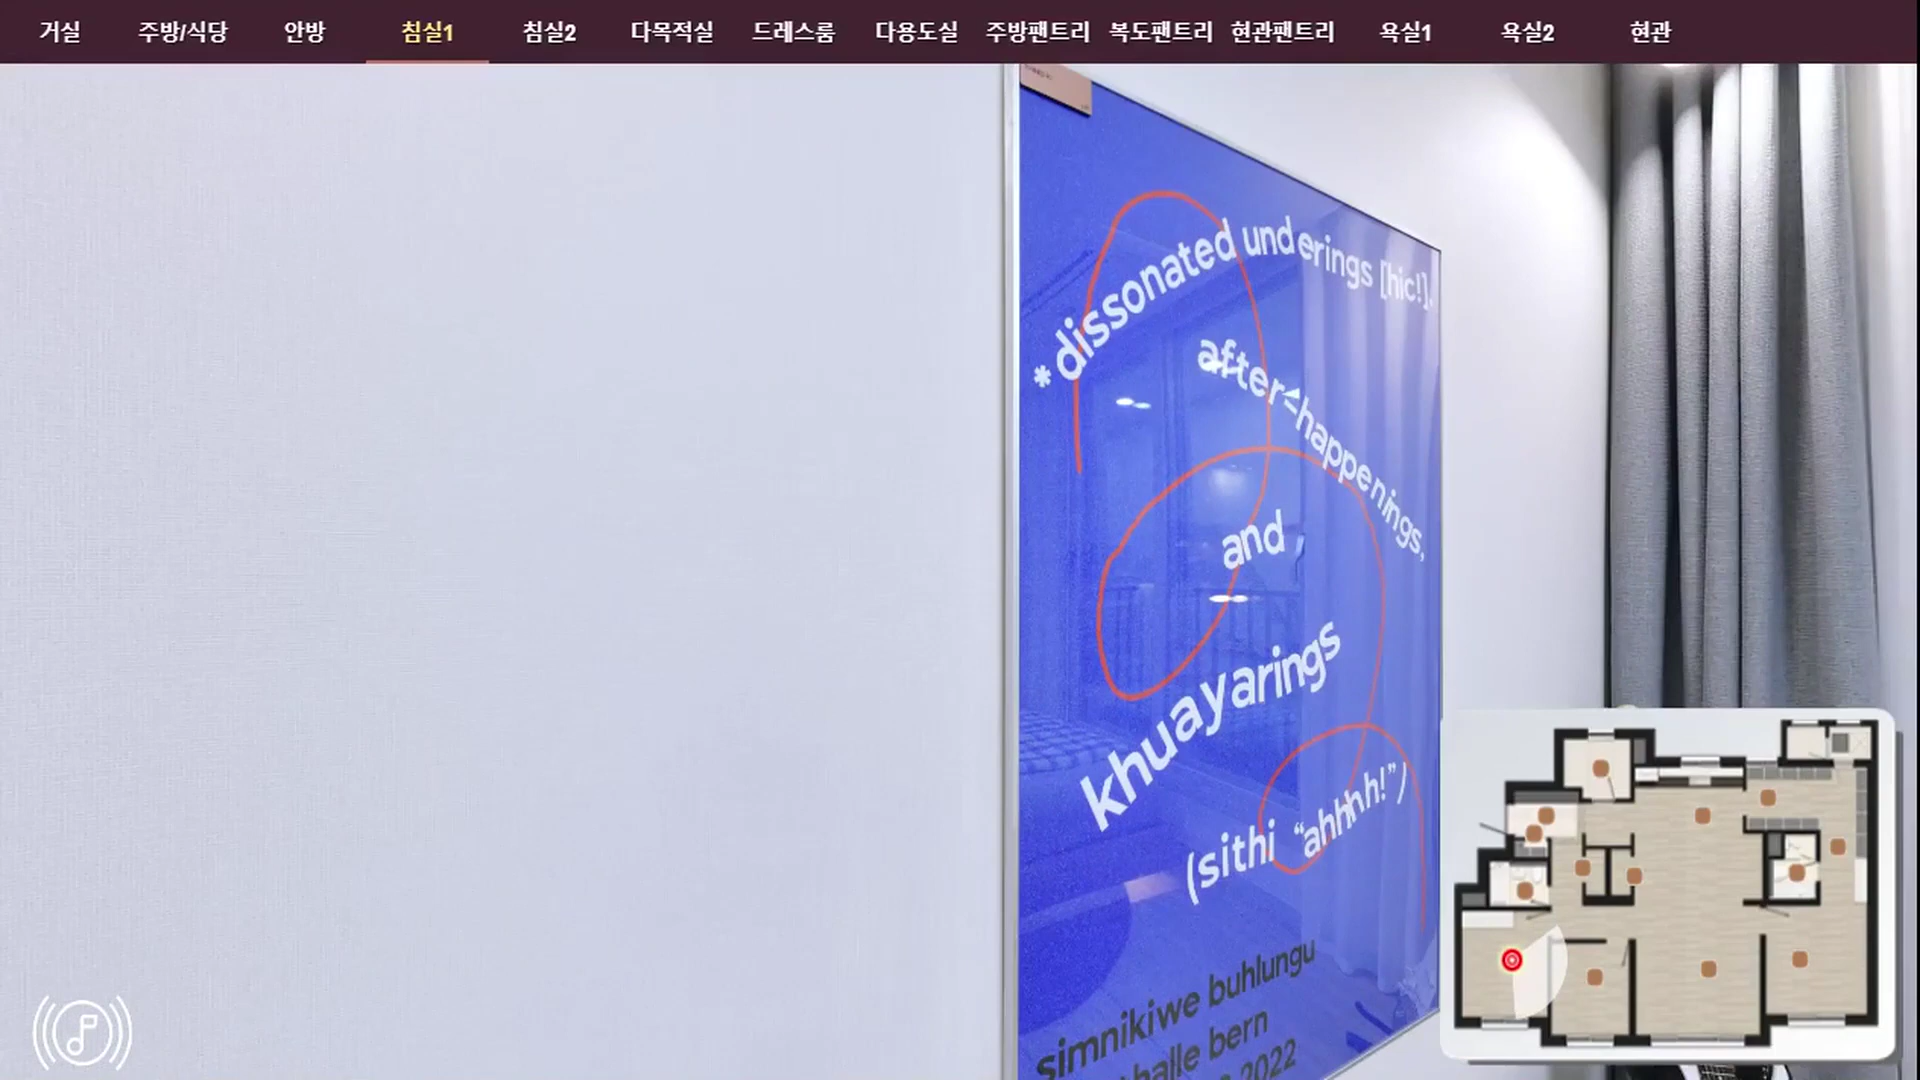 거실 주방/식당 안방 침실1 침실2 다목적실 드레스룸 다용도실 주방팬트리 복도팬트리 현관팬트리 욕실1 욕실2 현관
*dissonated underings [hic!],
after-happenings,
and
khuayarings
(sithi “ahhhh!”)
simnikiwe buhlungu
halle bern
2022